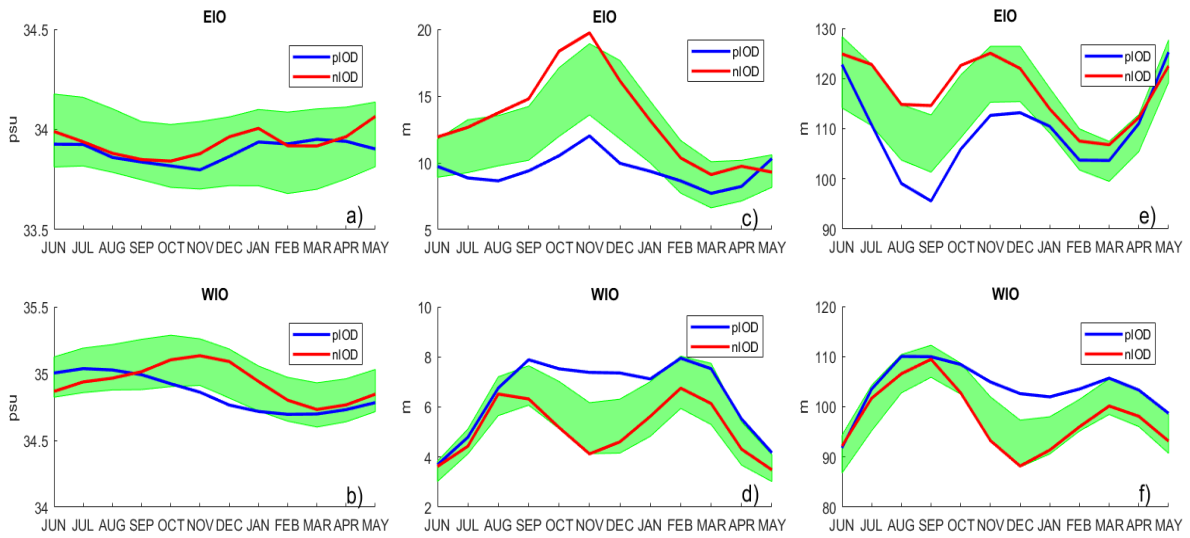 EIO
34.5
34
33.5
psu
pIOD
nIOD
a)
JUN JUL AUG SEP OCT NOV DEC JAN FEB MAR APR MAY
EIO
20
15
10
5
m
pIOD
nIOD
c)
JUN JUL AUG SEP OCT NOV DEC JAN FEB MAR APR MAY
EIO
130
120
110
100
90
m
pIOD
nIOD
e)
JUN JUL AUG SEP OCT NOV DEC JAN FEB MAR APR MAY
WIO
35.5
35
34.5
34
psu
pIOD
nIOD
b)
JUN JUL AUG SEP OCT NOV DEC JAN FEB MAR APR MAY
WIO
10
8
6
4
2
m
pIOD
nIOD
d)
JUN JUL AUG SEP OCT NOV DEC JAN FEB MAR APR MAY
WIO
120
110
100
90
80
m
pIOD
nIOD
f)
JUN JUL AUG SEP OCT NOV DEC JAN FEB MAR APR MAY